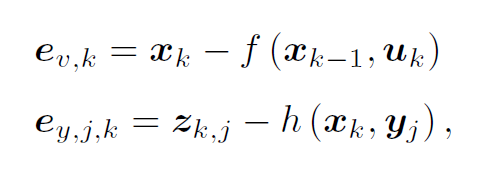 e_{v,k} = x_k − f (x_{k−1}, u_k)
e_{y,j,k} = z_{k,j} − h (x_k, y_j) ,